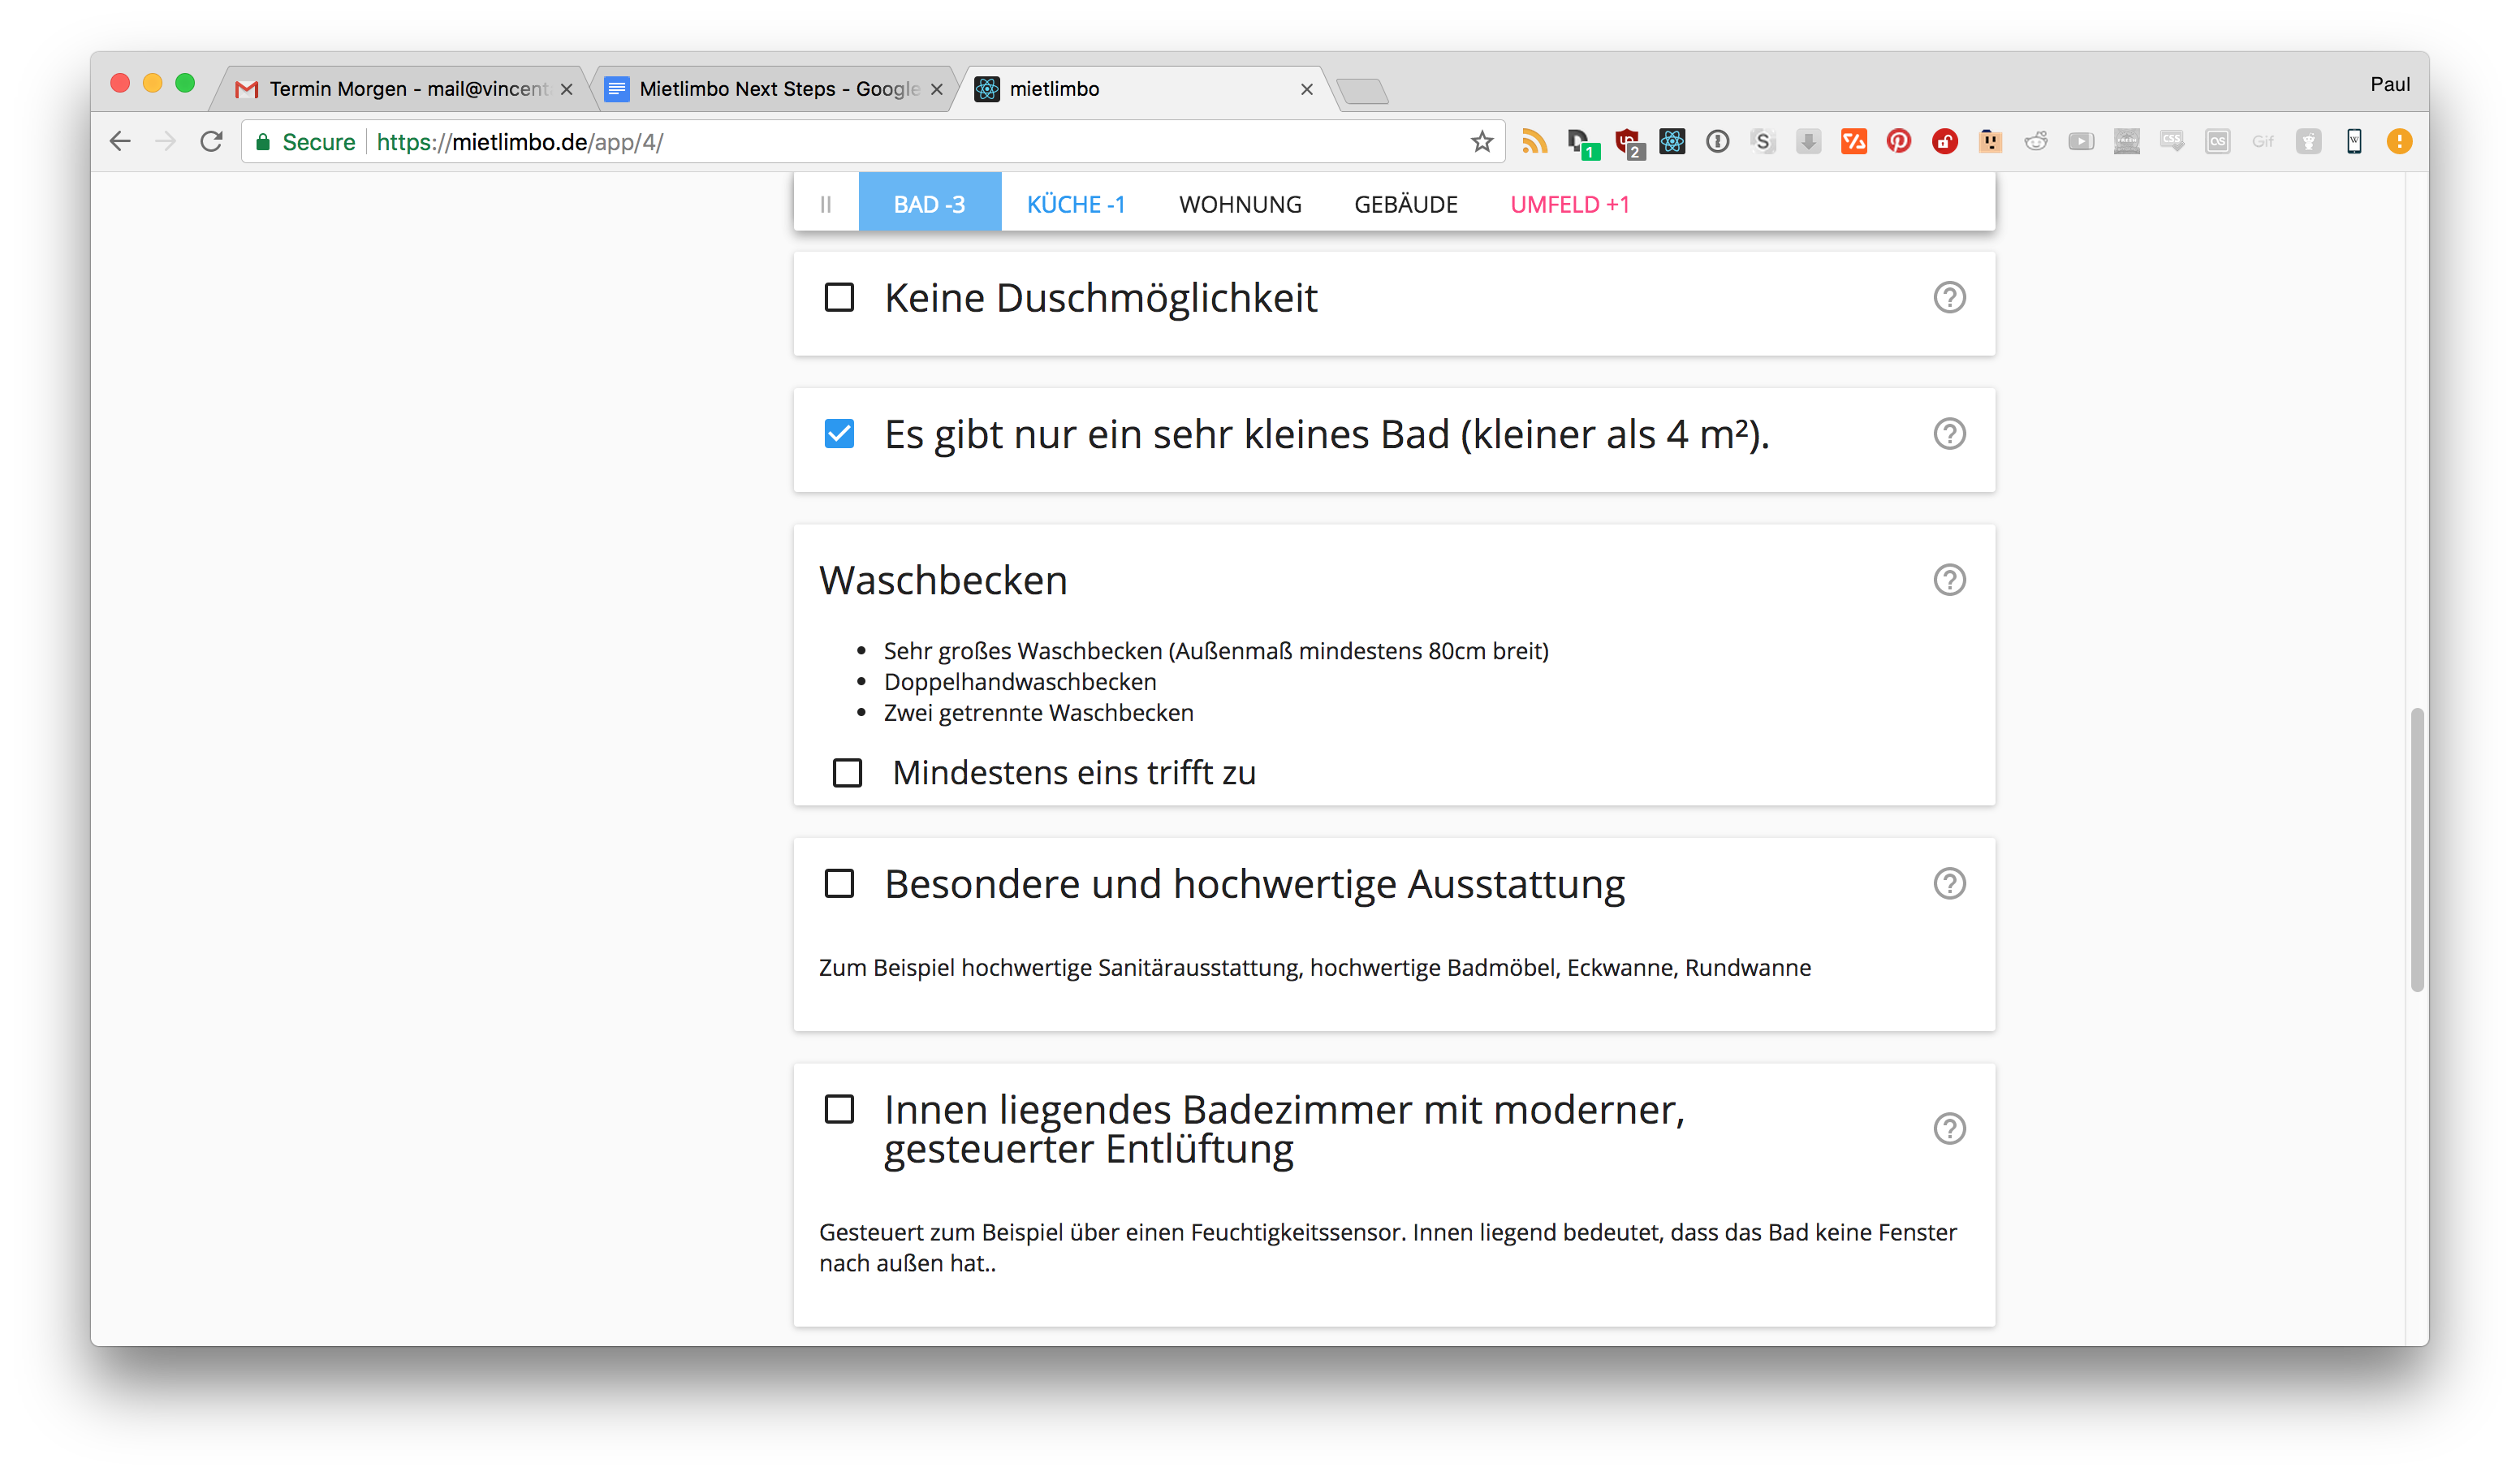 Termin Morgen - mail@vincent
Mietlimbo Next Steps - Google
mietlimbo
Paul
Secure https://mietlimbo.de/app/4/
1
2
S
CSS
Gif
W
BAD -3 KÜCHE -1 WOHNUNG GEBÄUDE UMFELD +1
Keine Duschmöglichkeit
Es gibt nur ein sehr kleines Bad (kleiner als 4 m²).
Waschbecken
• Sehr großes Waschbecken (Außenmaß mindestens 80cm breit)
• Doppelhandwaschbecken
• Zwei getrennte Waschbecken
Mindestens eins trifft zu
Besondere und hochwertige Ausstattung
Zum Beispiel hochwertige Sanitärausstattung, hochwertige Badmöbel, Eckwanne, Rundwanne
Innen liegendes Badezimmer mit moderner,
gesteuerter Entlüftung
Gesteuert zum Beispiel über einen Feuchtigkeitssensor. Innen liegend bedeutet, dass das Bad keine Fenster
nach außen hat..